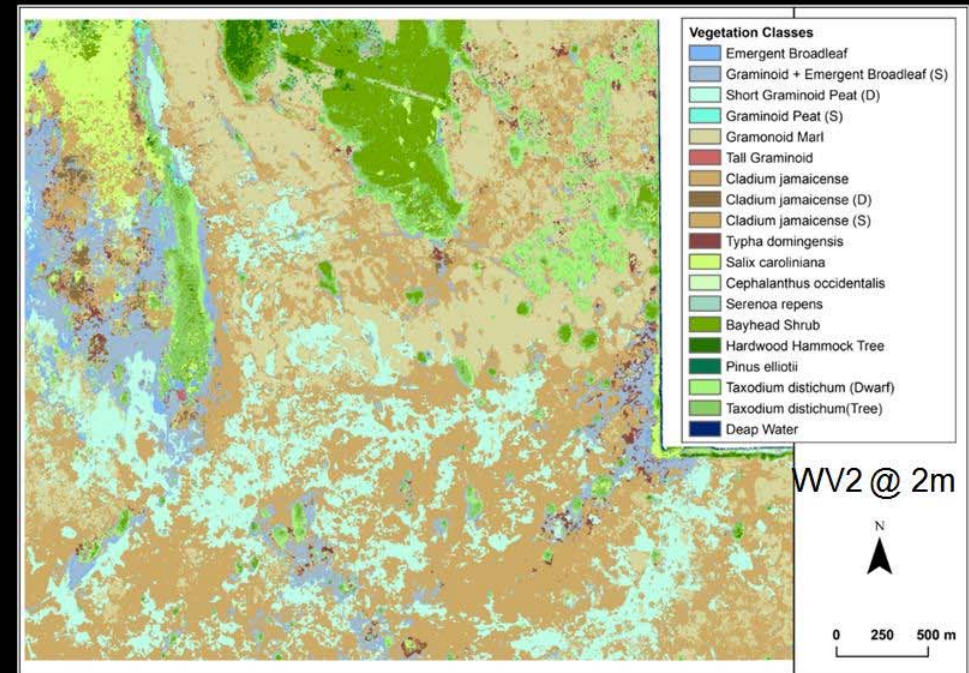 Vegetation Classes
Emergent Broadleaf
Graminoid + Emergent Broadleaf (S)
Short Graminoid Peat (D)
Graminoid Peat (S)
Gramonoid Marl
Tall Graminoid
Cladium jamaicense
Cladium jamaicense (D)
Cladium jamaicense (S)
Typha domingensis
Salix caroliniana
Cephalanthus occidentalis
Serenoa repens
Bayhead Shrub
Hardwood Hammock Tree
Pinus elliotii
Taxodium distichum (Dwarf)
Taxodium distichum(Tree)
Deap Water
WV2 @ 2m
N
0 250 500 m